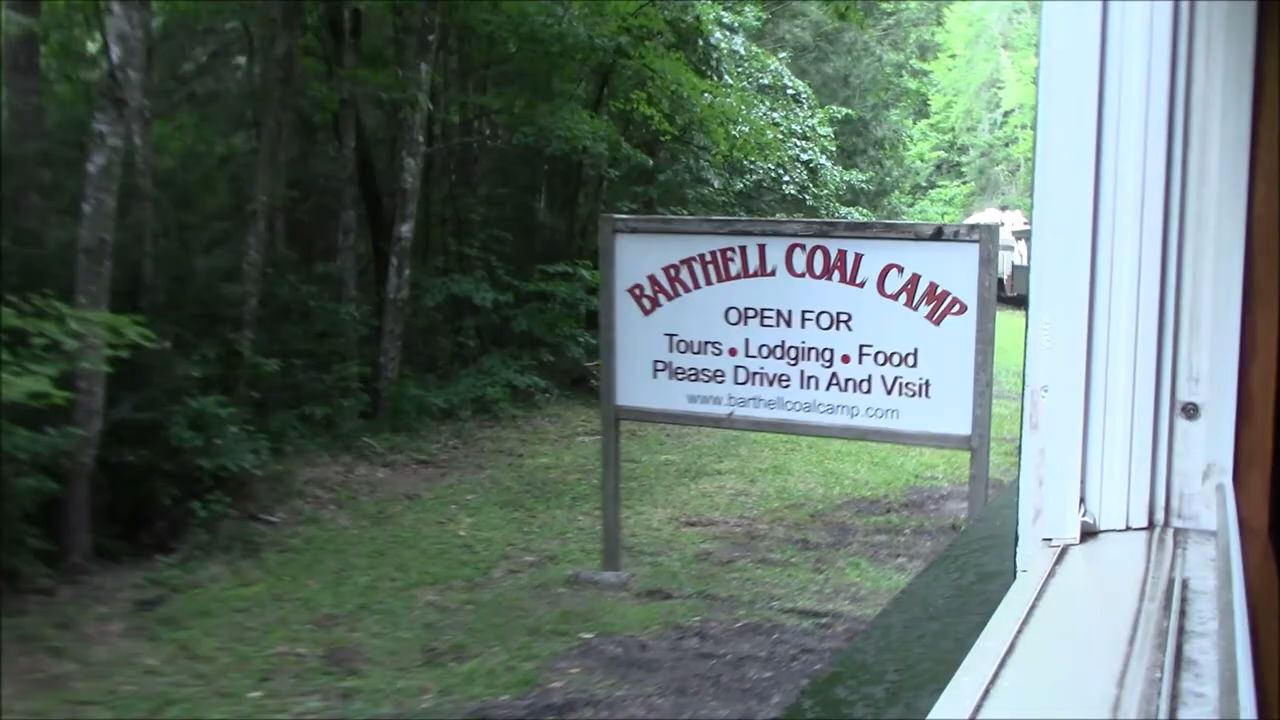 BARTHELL COAL CAMP
OPEN FOR
Tours • Lodging • Food
Please Drive In And Visit
www.barthellcoalcamp.com